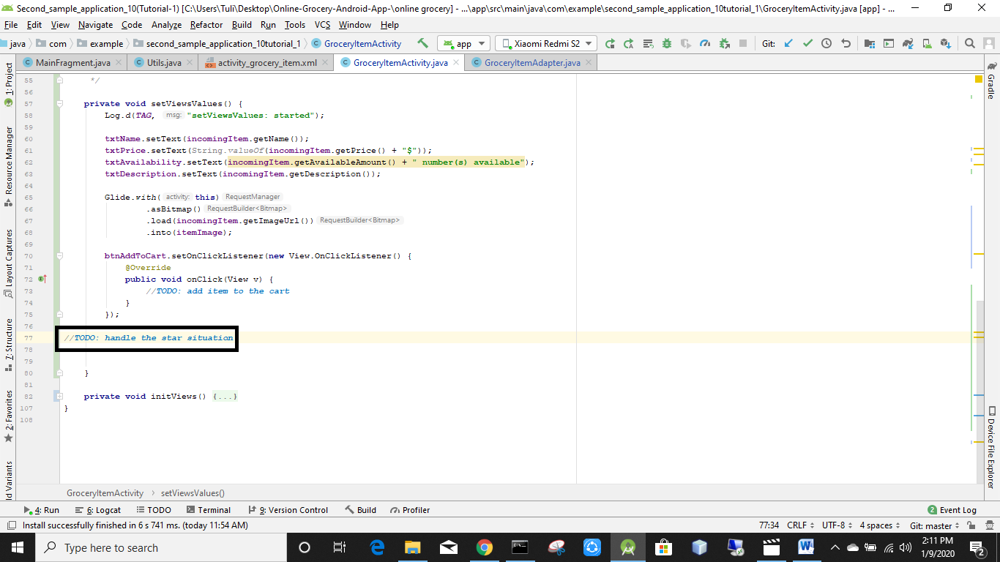 Second_sample_application_10(Tutorial-1) [C:\Users\Tuli\Desktop\Online-Grocery-Android-App-\online grocery] - ...\app\src\main\java\com\example\second_sample_application_10tutorial_1\GroceryItemActivity.java [app] - ...
File Edit View Navigate Code Analyze Refactor Build Run Tools VCS Window Help
java com example second_sample_application_10tutorial_1 GroceryItemActivity app Xiaomi Redmi S2 Git:
MainFragment.java Utils.java activity_grocery_item.xml GroceryItemActivity.java GroceryItemAdapter.java
1: Project
Resource Manager
Layout Captures
7: Structure
2: Favorites
ld Variants
55 */
56
57 private void setViewsValues() {
58 Log.d(TAG, msg: "setViewsValues: started");
59
60 txtName.setText(incomingItem.getName());
61 txtPrice.setText(String.valueOf(incomingItem.getPrice() + "$"));
62 txtAvailability.setText(incomingItem.getAvailableAmount() + " number(s) available");
63 txtDescription.setText(incomingItem.getDescription());
64
65 Glide.with( activity: this) RequestManager
66 .asBitmap() RequestBuilder<Bitmap>
67 .load(incomingItem.getImageUrl()) RequestBuilder<Bitmap>
68 .into(itemImage);
69
70 btnAddToCart.setOnClickListener(new View.OnClickListener() {
71 @Override
72 public void onClick(View v) {
73 //TODO: add item to the cart
74 }
75 });
76
77 //TODO: handle the star situation
78
79
80 }
81
82 private void initViews() {...}
107 }
108
Gradle
Device File Explorer
GroceryItemActivity setViewsValues()
4: Run 6: Logcat TODO Terminal 9: Version Control Build Profiler 2 Event Log
Install successfully finished in 6 s 741 ms. (today 11:54 AM) 77:34 CRLF UTF-8 4 spaces Git: master
Type here to search
2:11 PM
1/9/2020
2